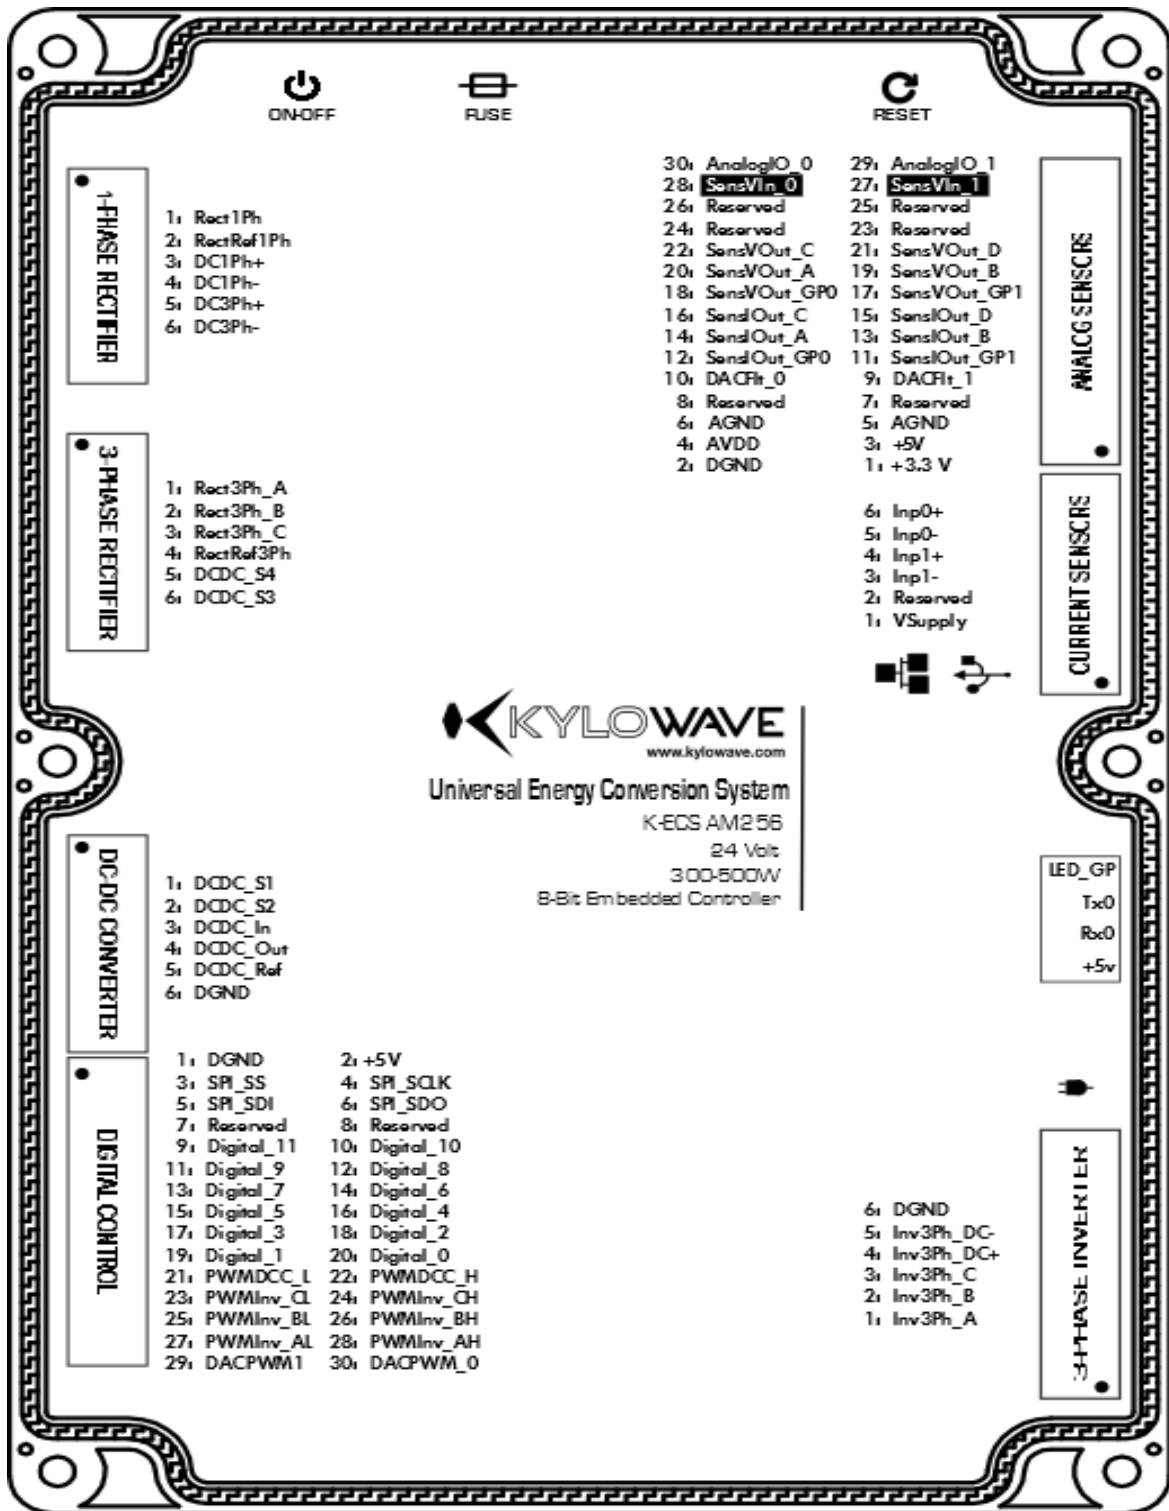 ON-OFF
FUSE
RESET
1-PHASE RECTIFIER
1: Rect1Ph
2: RectRef1Ph
3: DC1Ph+
4: DC1Ph-
5: DC3Ph+
6: DC3Ph-
30: AnalogIO_0 29: AnalogIO_1
28: SensVIn_0 27: SensVIn_1
26: Reserved 25: Reserved
24: Reserved 23: Reserved
22: SensVOut_C 21: SensVOut_D
20: SensVOut_A 19: SensVOut_B
18: SensVOut_GP0 17: SensVOut_GP1
16: SensIOut_C 15: SensIOut_D
14: SensIOut_A 13: SensIOut_B
12: SensIOut_GP0 11: SensIOut_GP1
10: DACFlt_0 9: DACFlt_1
8: Reserved 7: Reserved
6: AGND 5: AGND
4: AVDD 3: +5V
2: DGND 1: +3.3 V
ANALOG SENSORS
3-PHASE RECTIFIER
1: Rect3Ph_A
2: Rect3Ph_B
3: Rect3Ph_C
4: RectRef3Ph
5: DCDC_S4
6: DCDC_S3
6: Inp0+
5: Inp0-
4: Inp1+
3: Inp1-
2: Reserved
1: VSupply
CURRENT SENSORS
KYLOWAVE
www.kylowave.com
Universal Energy Conversion System
K-ECS AM256
24 Volt
300-500W
8-Bit Embedded Controller
DC-DC CONVERTER
1: DCDC_S1
2: DCDC_S2
3: DCDC_In
4: DCDC_Out
5: DCDC_Ref
6: DGND
LED_GP
Tx0
Rx0
+5v
DIGITAL CONTROL
1: DGND 2: +5V
3: SPI_SS 4: SPI_SCLK
5: SPI_SDI 6: SPI_SDO
7: Reserved 8: Reserved
9: Digital_11 10: Digital_10
11: Digital_9 12: Digital_8
13: Digital_7 14: Digital_6
15: Digital_5 16: Digital_4
17: Digital_3 18: Digital_2
19: Digital_1 20: Digital_0
21: PWMDCC_L 22: PWMDCC_H
23: PWMInv_CL 24: PWMInv_CH
25: PWMInv_BL 26: PWMInv_BH
27: PWMInv_AL 28: PWMInv_AH
29: DACPWM1 30: DACPWM_0
6: DGND
5: Inv3Ph_DC-
4: Inv3Ph_DC+
3: Inv3Ph_C
2: Inv3Ph_B
1: Inv3Ph_A
3-PHASE INVERTER